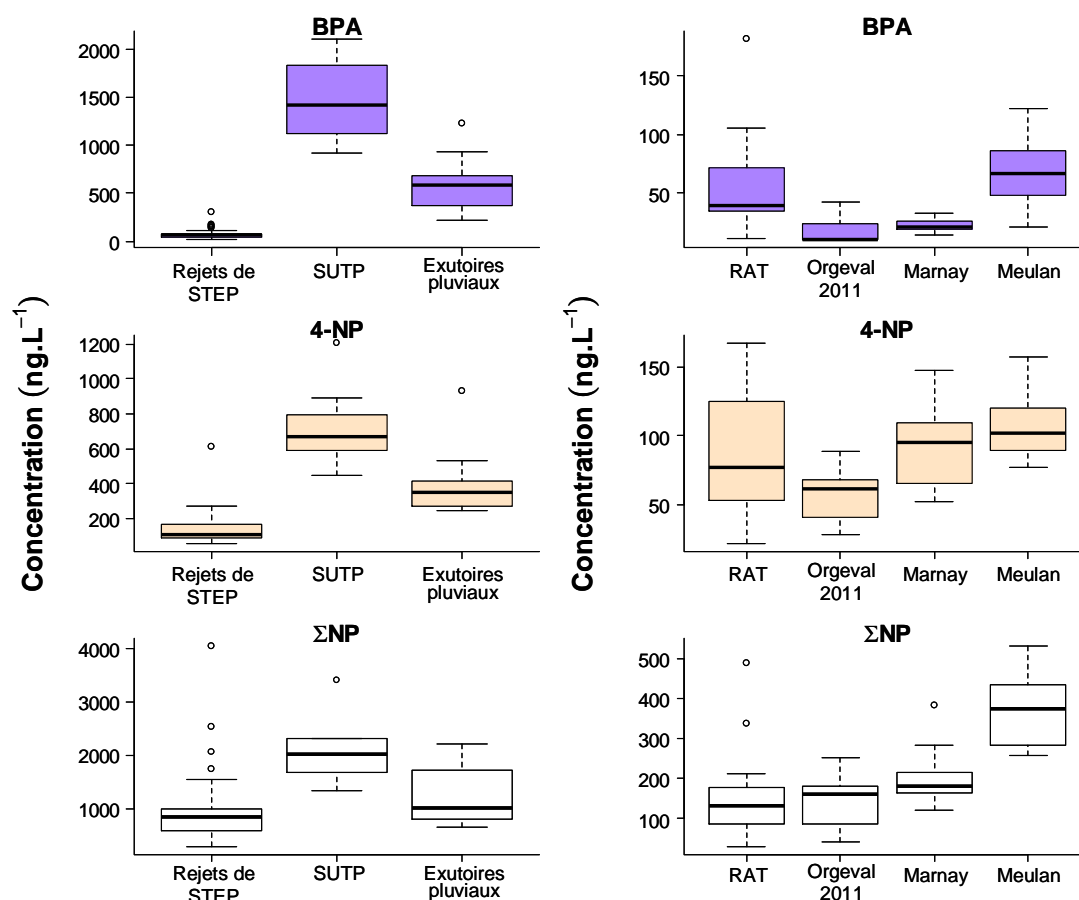 BPA
2000
1500
1000
500
0
Rejets de
STEP
SUTP
Exutoires
pluviaux
BPA
150
100
50
RAT
Orgeval
2011
Marnay
Meulan
Concentration (ng.L⁻¹)
4-NP
1200
1000
800
600
400
200
Rejets de
STEP
SUTP
Exutoires
pluviaux
Concentration (ng.L⁻¹)
4-NP
150
100
50
RAT
Orgeval
2011
Marnay
Meulan
ΣNP
4000
3000
2000
1000
Rejets de
STEP
SUTP
Exutoires
pluviaux
ΣNP
500
400
300
200
100
RAT
Orgeval
2011
Marnay
Meulan